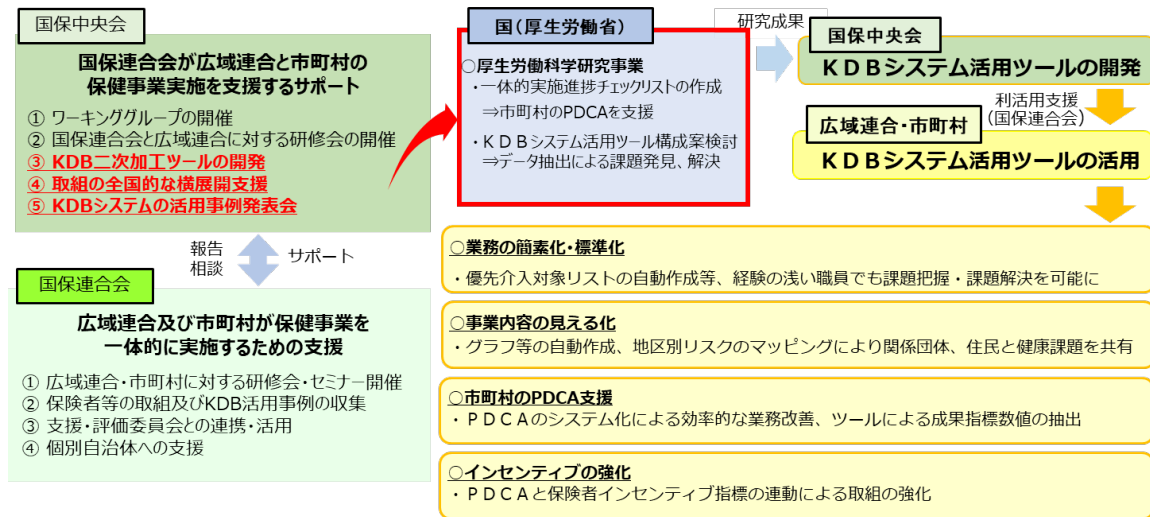 国保中央会
国保連合会が広域連合と市町村の
保健事業実施を支援するサポート
① ワーキンググループの開催
② 国保連合会と広域連合に対する研修会の開催
③ KDB二次加工ツールの開発
④ 取組の全国的な横展開支援
⑤ KDBシステムの活用事例発表会
報告
相談
サポート
国保連合会
広域連合及び市町村が保健事業を
一体的に実施するための支援
① 広域連合・市町村に対する研修会・セミナー開催
② 保険者等の取組及びKDB活用事例の収集
③ 支援・評価委員会との連携・活用
④ 個別自治体への支援
国(厚生労働省)
○厚生労働科学研究事業
・一体的実施進捗チェックリストの作成
⇒市町村のPDCAを支援
・KDBシステム活用ツール構成案検討
⇒データ抽出による課題発見、解決
研究成果
国保中央会
KDBシステム活用ツールの開発
利活用支援
(国保連合会)
広域連合・市町村
KDBシステム活用ツールの活用
○業務の簡素化・標準化
・優先介入対象リストの自動作成等、経験の浅い職員でも課題把握・課題解決を可能に
○事業内容の見える化
・グラフ等の自動作成、地区別リスクのマッピングにより関係団体、住民と健康課題を共有
○市町村のPDCA支援
・PDCAのシステム化による効率的な業務改善、ツールによる成果指標数値の抽出
○インセンティブの強化
・PDCAと保険者インセンティブ指標の連動による取組の強化